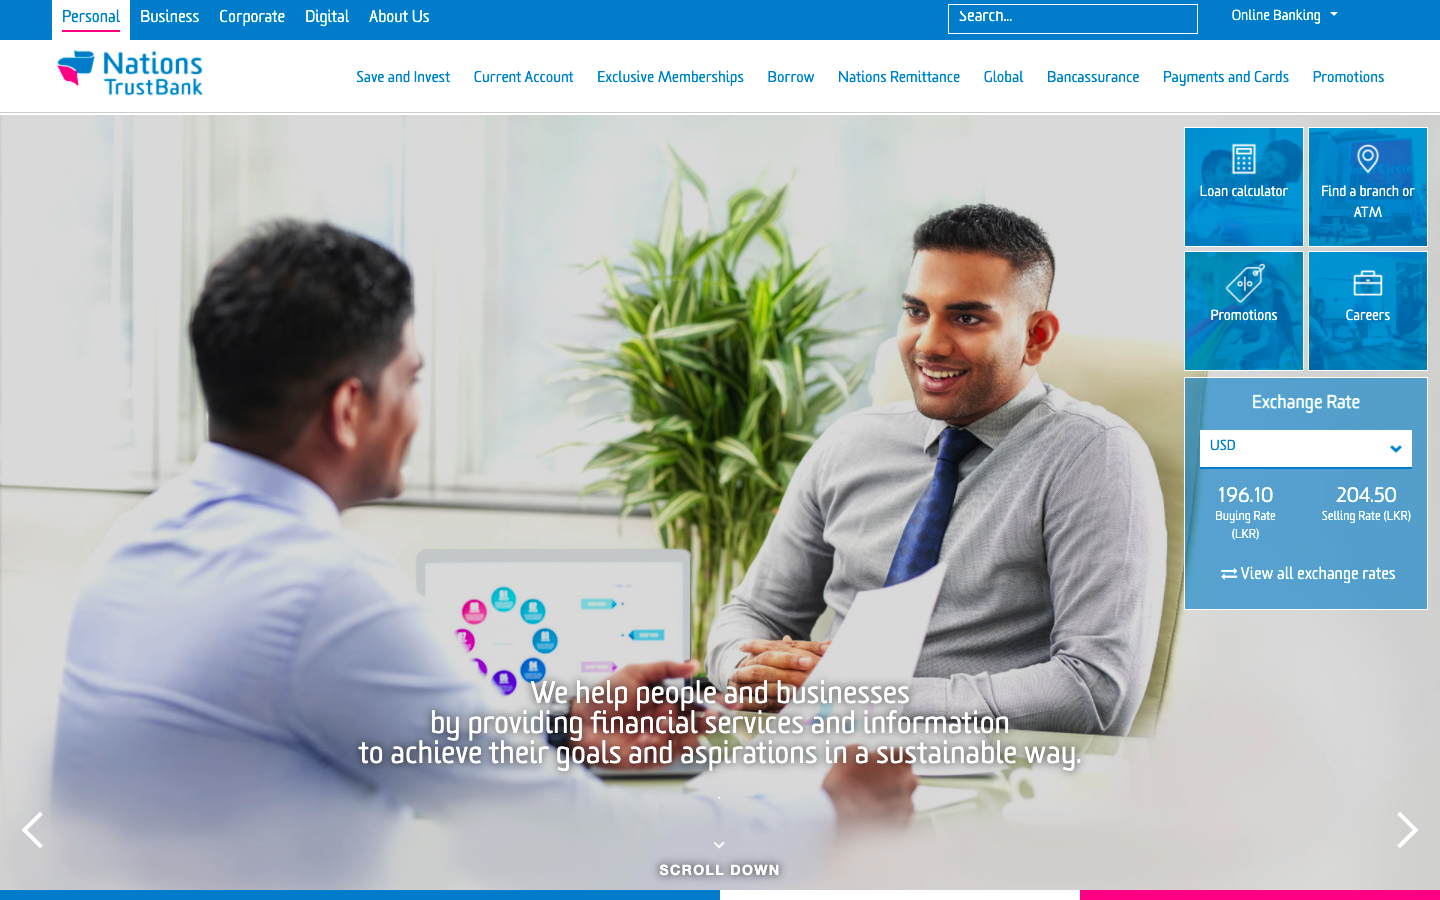 Personal
Business
Corporate
Digital
About Us
Search...
Online Banking
Nations
TrustBank
Save and Invest
Current Account
Exclusive Memberships
Borrow
Nations Remittance
Global
Bancassurance
Payments and Cards
Promotions
Loan calculator
Find a branch or
ATM
Promotions
Careers
Exchange Rate
USD
196.10
Buying Rate
(LKR)
204.50
Selling Rate (LKR)
View all exchange rates
We help people and businesses
by providing financial services and information
to achieve their goals and aspirations in a sustainable way.
SCROLL DOWN